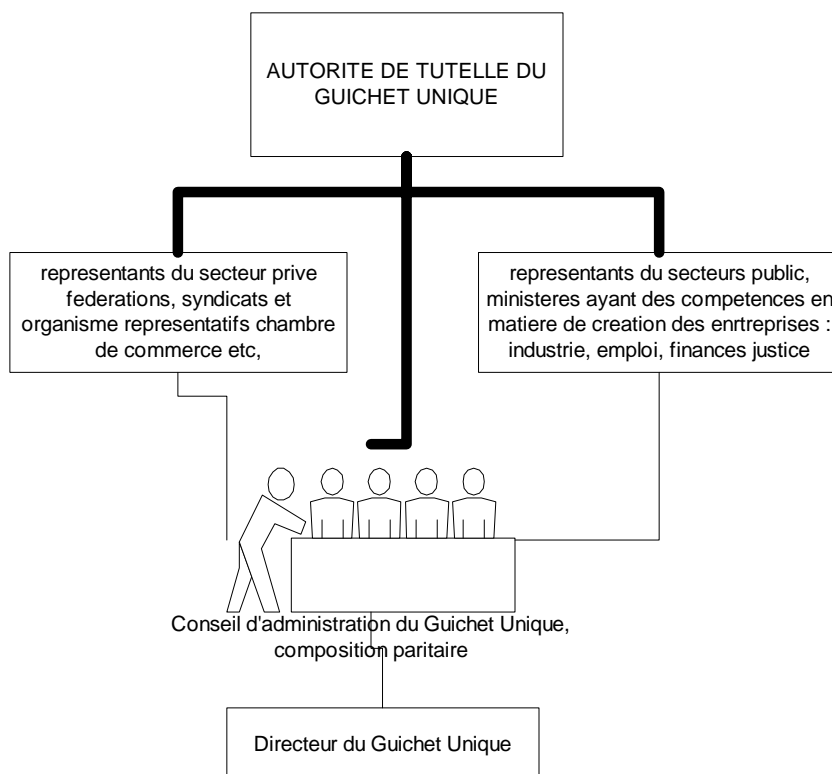 AUTORITE DE TUTELLE DU
GUICHET UNIQUE
representants du secteur prive
federations, syndicats et
organisme representatifs chambre
de commerce etc,
representants du secteurs public,
ministeres ayant des competences en
matiere de creation des enrtreprises :
industrie, emploi, finances justice
Conseil d'administration du Guichet Unique,
composition paritaire
Directeur du Guichet Unique